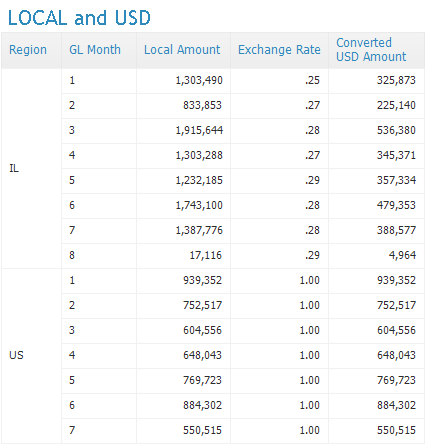 LOCAL and USD
Region GL Month Local Amount Exchange Rate Converted
USD Amount
IL
1 1,303,490 .25 325,873
2 833,853 .27 225,140
3 1,915,644 .28 536,380
4 1,303,288 .27 345,371
5 1,232,185 .29 357,334
6 1,743,100 .28 479,353
7 1,387,776 .28 388,577
8 17,116 .29 4,964
US
1 939,352 1.00 939,352
2 752,517 1.00 752,517
3 604,556 1.00 604,556
4 648,043 1.00 648,043
5 769,723 1.00 769,723
6 884,302 1.00 884,302
7 550,515 1.00 550,515